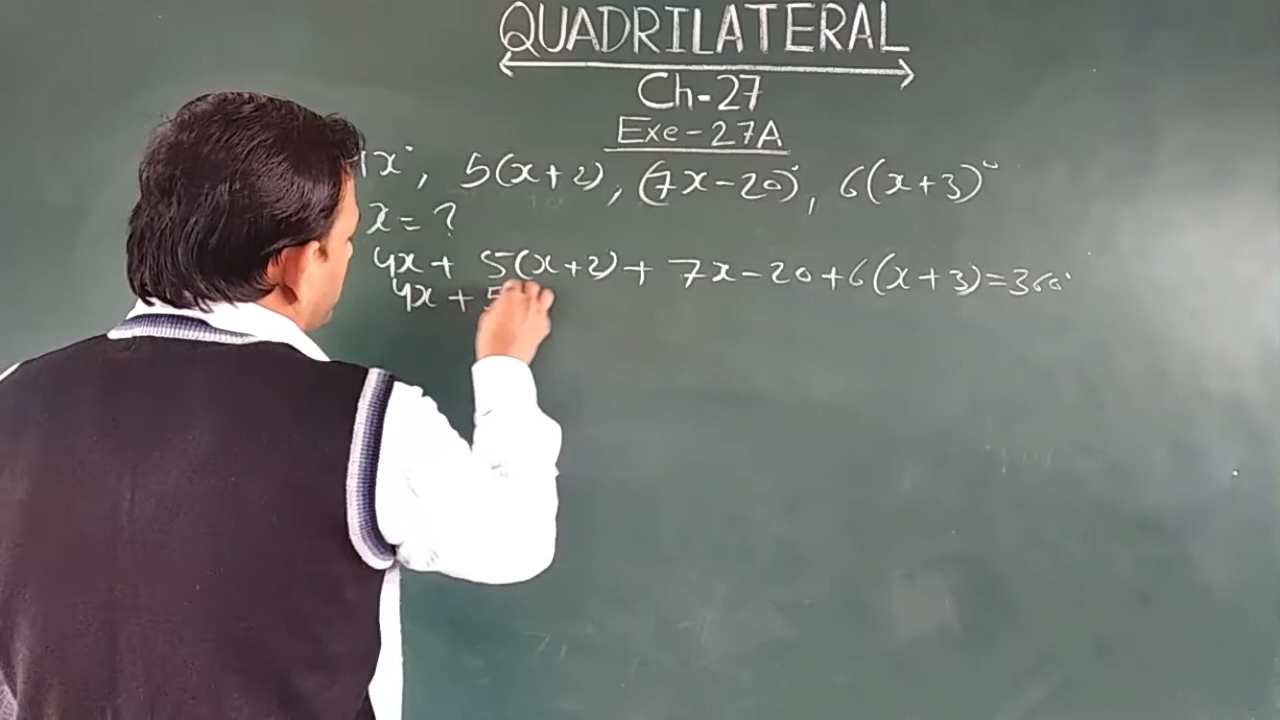 QUADRILATERAL
Ch-27
Exe-27A
x°, 5(x+2), (7x-20)°, 6(x+3)°
x = ?
4x + 5(x+2) + 7x-20+6(x+3)=360°
4x + 5